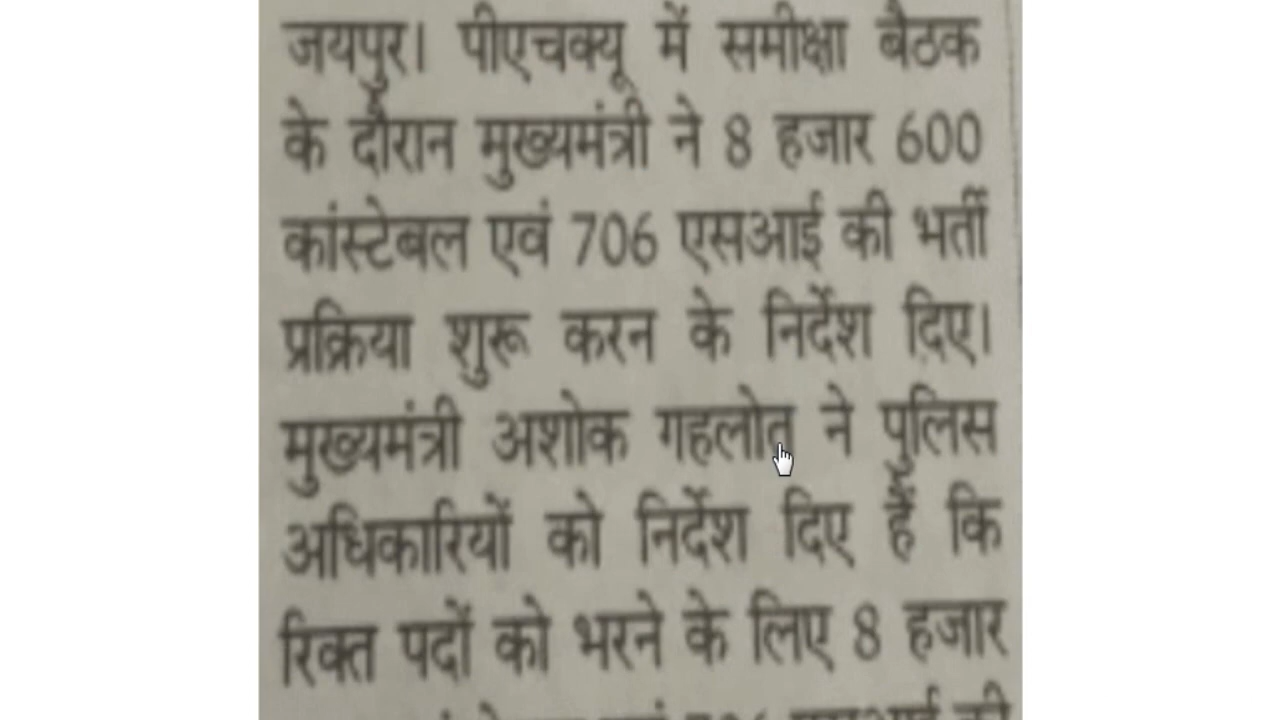 जयपुर। पीएचक्यू में समीक्षा बैठक
के दौरान मुख्यमंत्री ने 8 हजार 600
कांस्टेबल एवं 706 एसआई की भर्ती
प्रक्रिया शुरू करन के निर्देश दिए।
मुख्यमंत्री अशोक गहलोत ने पुलिस
अधिकारियों को निर्देश दिए हैं कि
रिक्त पदों को भरने के लिए 8 हजार